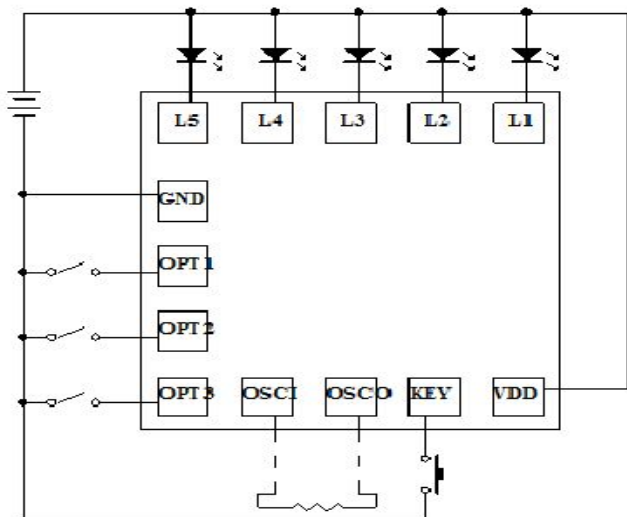 L5 L4 L3 L2 L1
GND
OPT1
OPT2
OPT3 OSCI OSCO KEY VDD